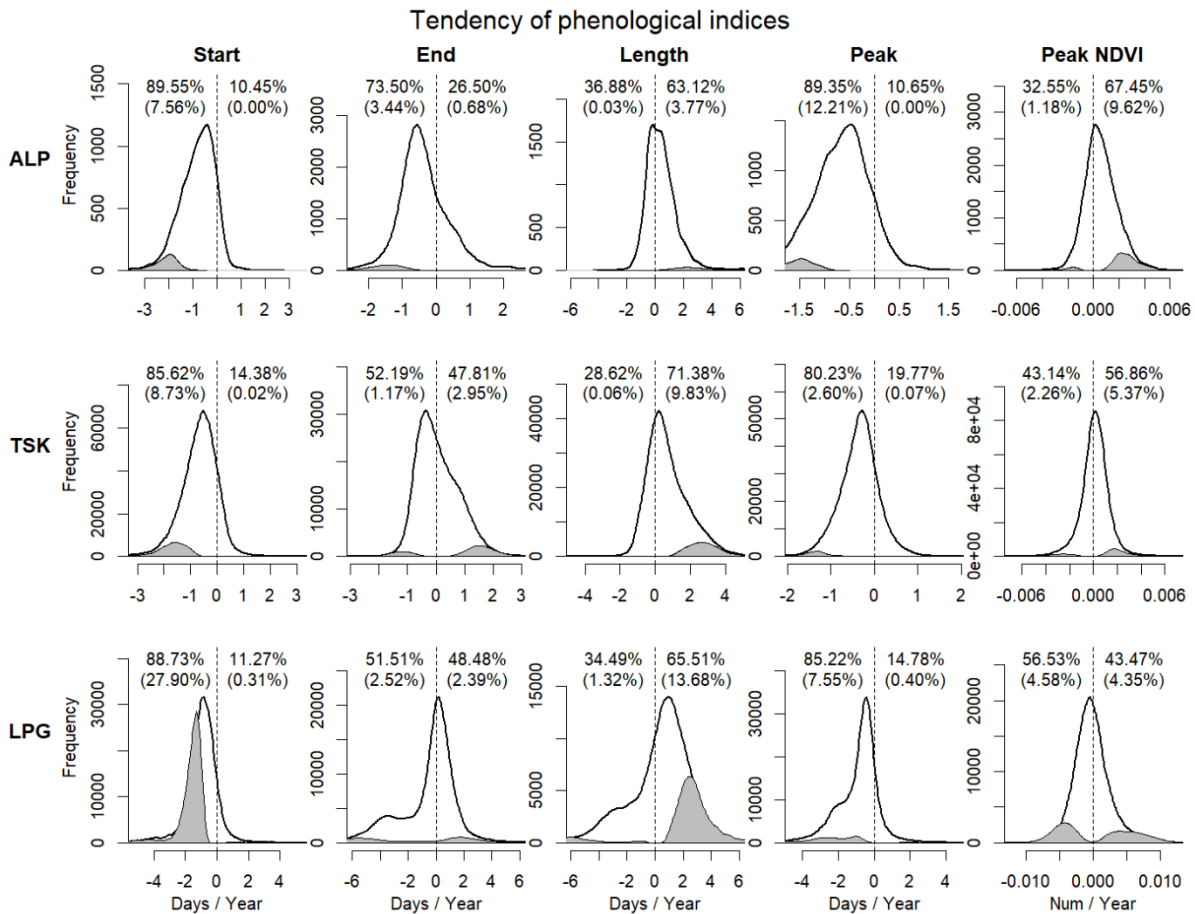 Tendency of phenological indices
Start End Length Peak Peak NDVI
ALP
Frequency
89.55% 10.45% 73.50% 26.50% 36.88% 63.12% 89.35% 10.65% 32.55% 67.45%
(7.56%) (0.00%) (3.44%) (0.68%) (0.03%) (3.77%) (12.21%) (0.00%) (1.18%) (9.62%)
0 500 1000 1500
0 1000 2000 3000
0 500 1500
0 500 1000
0 1000 2000
-3 -1 0 1 2 3
-2 -1 0 1 2
-6 -2 0 2 4 6
-1.5 -0.5 0.5 1.5
-0.006 0.000 0.006
TSK
Frequency
85.62% 14.38% 52.19% 47.81% 28.62% 71.38% 80.23% 19.77% 43.14% 56.86%
(8.73%) (0.02%) (1.17%) (2.95%) (0.06%) (9.83%) (2.60%) (0.07%) (2.26%) (5.37%)
0 20000 60000
0 10000 30000
0 20000 40000
0 10000 30000 50000
0e+00 4e+04 8e+04
-3 -1 0 1 2 3
-3 -1 0 1 2 3
-4 -2 0 2 4
-2 -1 0 1 2
-0.006 0.000 0.006
LPG
Frequency
88.73% 11.27% 51.51% 48.48% 34.49% 65.51% 85.22% 14.78% 56.53% 43.47%
(27.90%) (0.31%) (2.52%) (2.39%) (1.32%) (13.68%) (7.55%) (0.40%) (4.58%) (4.35%)
0 10000 30000
0 10000 20000
0 5000 15000
0 10000 30000
0 10000 20000
-4 -2 0 2 4
-6 -2 0 2 4 6
-6 -2 0 2 4 6
-4 -2 0 2 4
-0.010 0.000 0.010
Days / Year Days / Year Days / Year Days / Year Num / Year